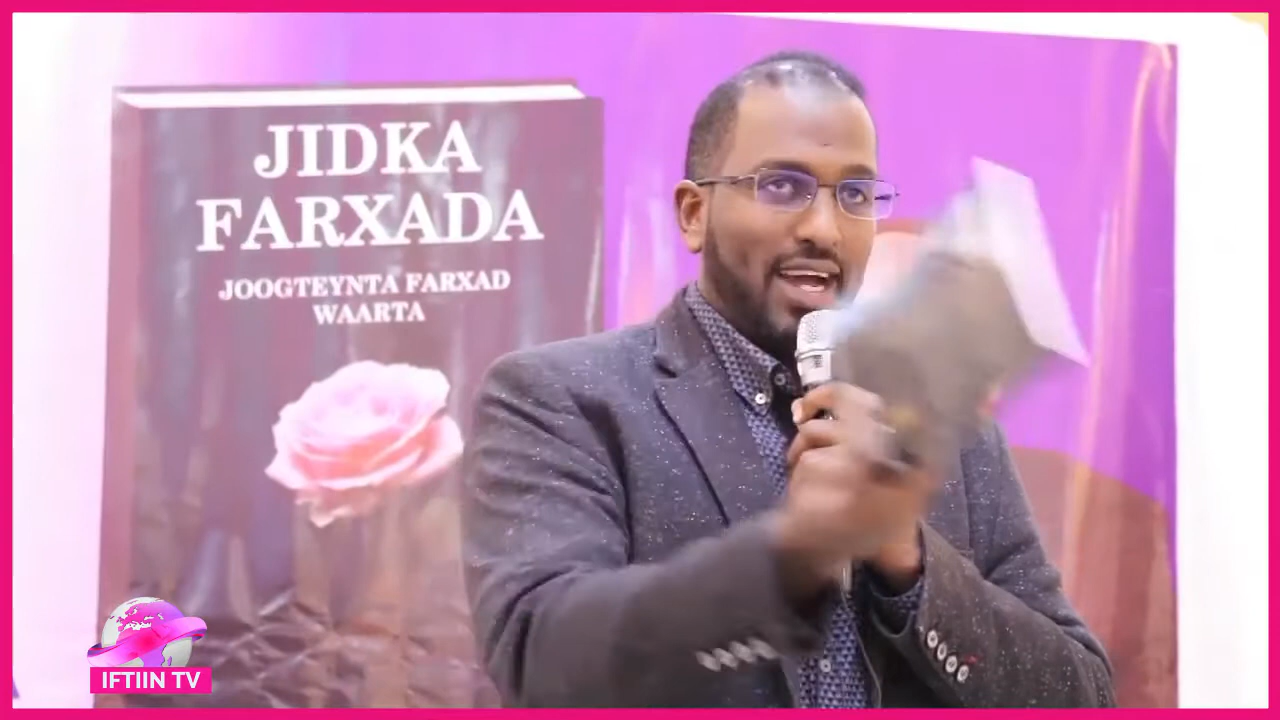 JIDKA
FARXADA
JOOGTEYNTA FARXAD
WAARTA
IFTIIN TV